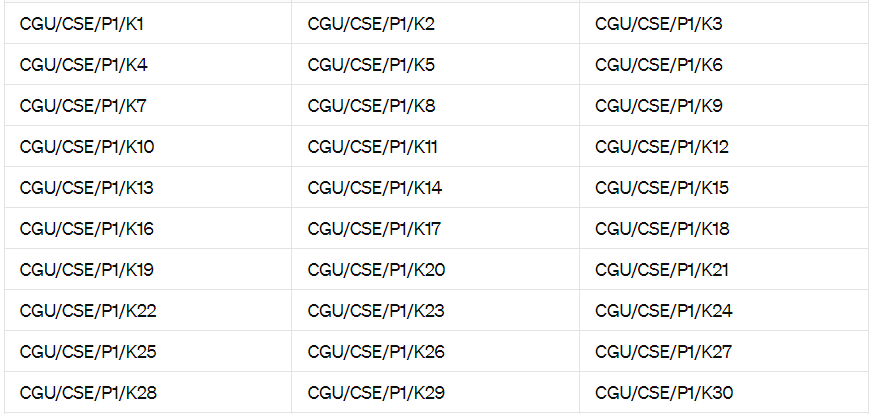 CGU/CSE/P1/K1 CGU/CSE/P1/K2 CGU/CSE/P1/K3
CGU/CSE/P1/K4 CGU/CSE/P1/K5 CGU/CSE/P1/K6
CGU/CSE/P1/K7 CGU/CSE/P1/K8 CGU/CSE/P1/K9
CGU/CSE/P1/K10 CGU/CSE/P1/K11 CGU/CSE/P1/K12
CGU/CSE/P1/K13 CGU/CSE/P1/K14 CGU/CSE/P1/K15
CGU/CSE/P1/K16 CGU/CSE/P1/K17 CGU/CSE/P1/K18
CGU/CSE/P1/K19 CGU/CSE/P1/K20 CGU/CSE/P1/K21
CGU/CSE/P1/K22 CGU/CSE/P1/K23 CGU/CSE/P1/K24
CGU/CSE/P1/K25 CGU/CSE/P1/K26 CGU/CSE/P1/K27
CGU/CSE/P1/K28 CGU/CSE/P1/K29 CGU/CSE/P1/K30